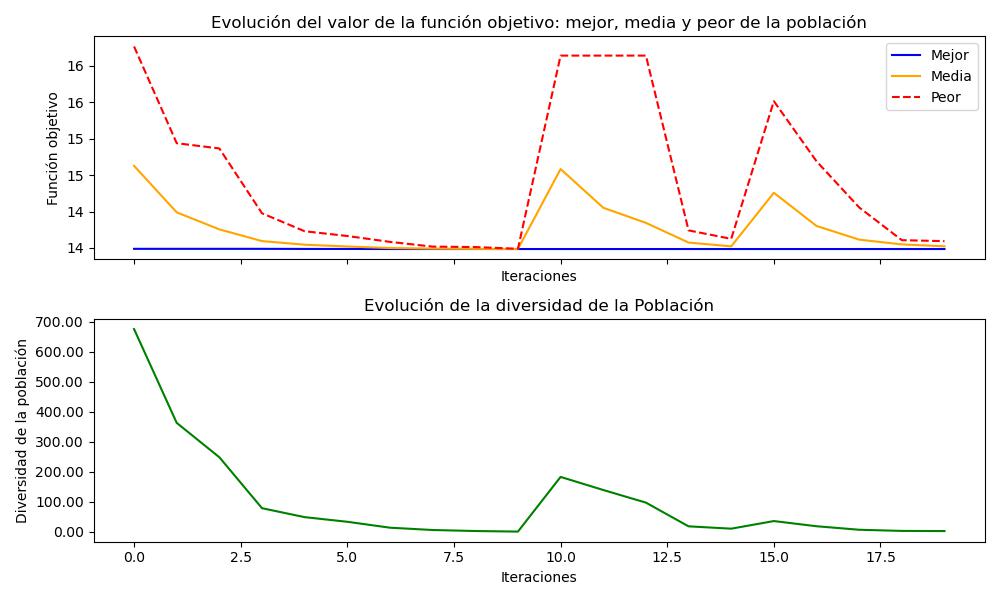 Evolución del valor de la función objetivo: mejor, media y peor de la población
Función objetivo
16
16
15
15
14
14
Mejor
Media
Peor
Iteraciones
Evolución de la diversidad de la Población
Diversidad de la población
700.00
600.00
500.00
400.00
300.00
200.00
100.00
0.00
0.0 2.5 5.0 7.5 10.0 12.5 15.0 17.5
Iteraciones